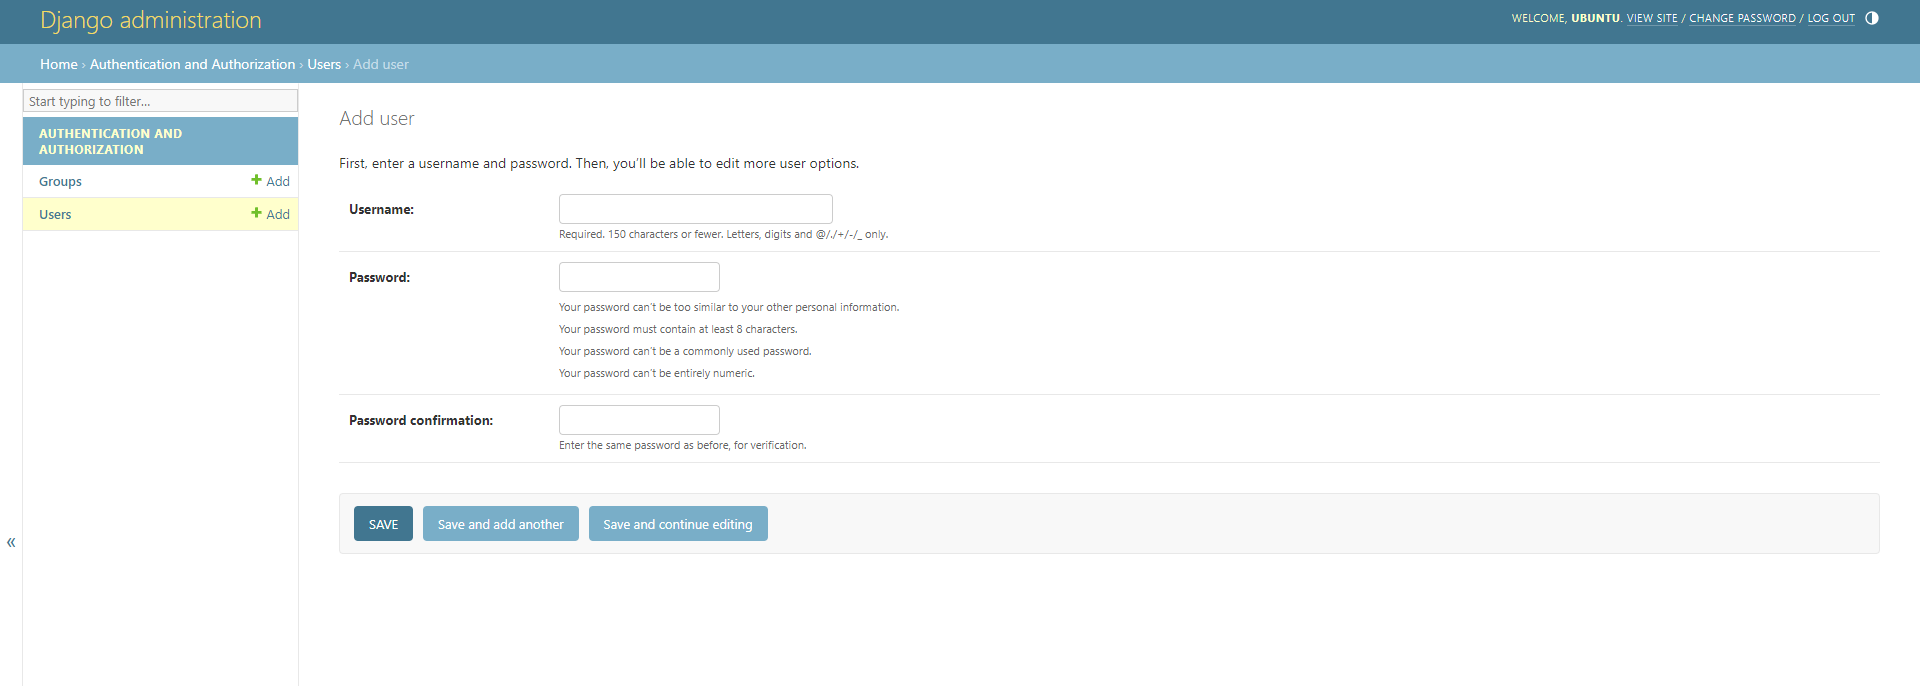 Django administration
WELCOME, UBUNTU. VIEW SITE / CHANGE PASSWORD / LOG OUT
Home › Authentication and Authorization › Users › Add user
Start typing to filter...
AUTHENTICATION AND
AUTHORIZATION
Groups
Add
Users
Add
«
Add user
First, enter a username and password. Then, you’ll be able to edit more user options.
Username:
Required. 150 characters or fewer. Letters, digits and @/./+/-/_ only.
Password:
Your password can’t be too similar to your other personal information.
Your password must contain at least 8 characters.
Your password can’t be a commonly used password.
Your password can’t be entirely numeric.
Password confirmation:
Enter the same password as before, for verification.
SAVE
Save and add another
Save and continue editing